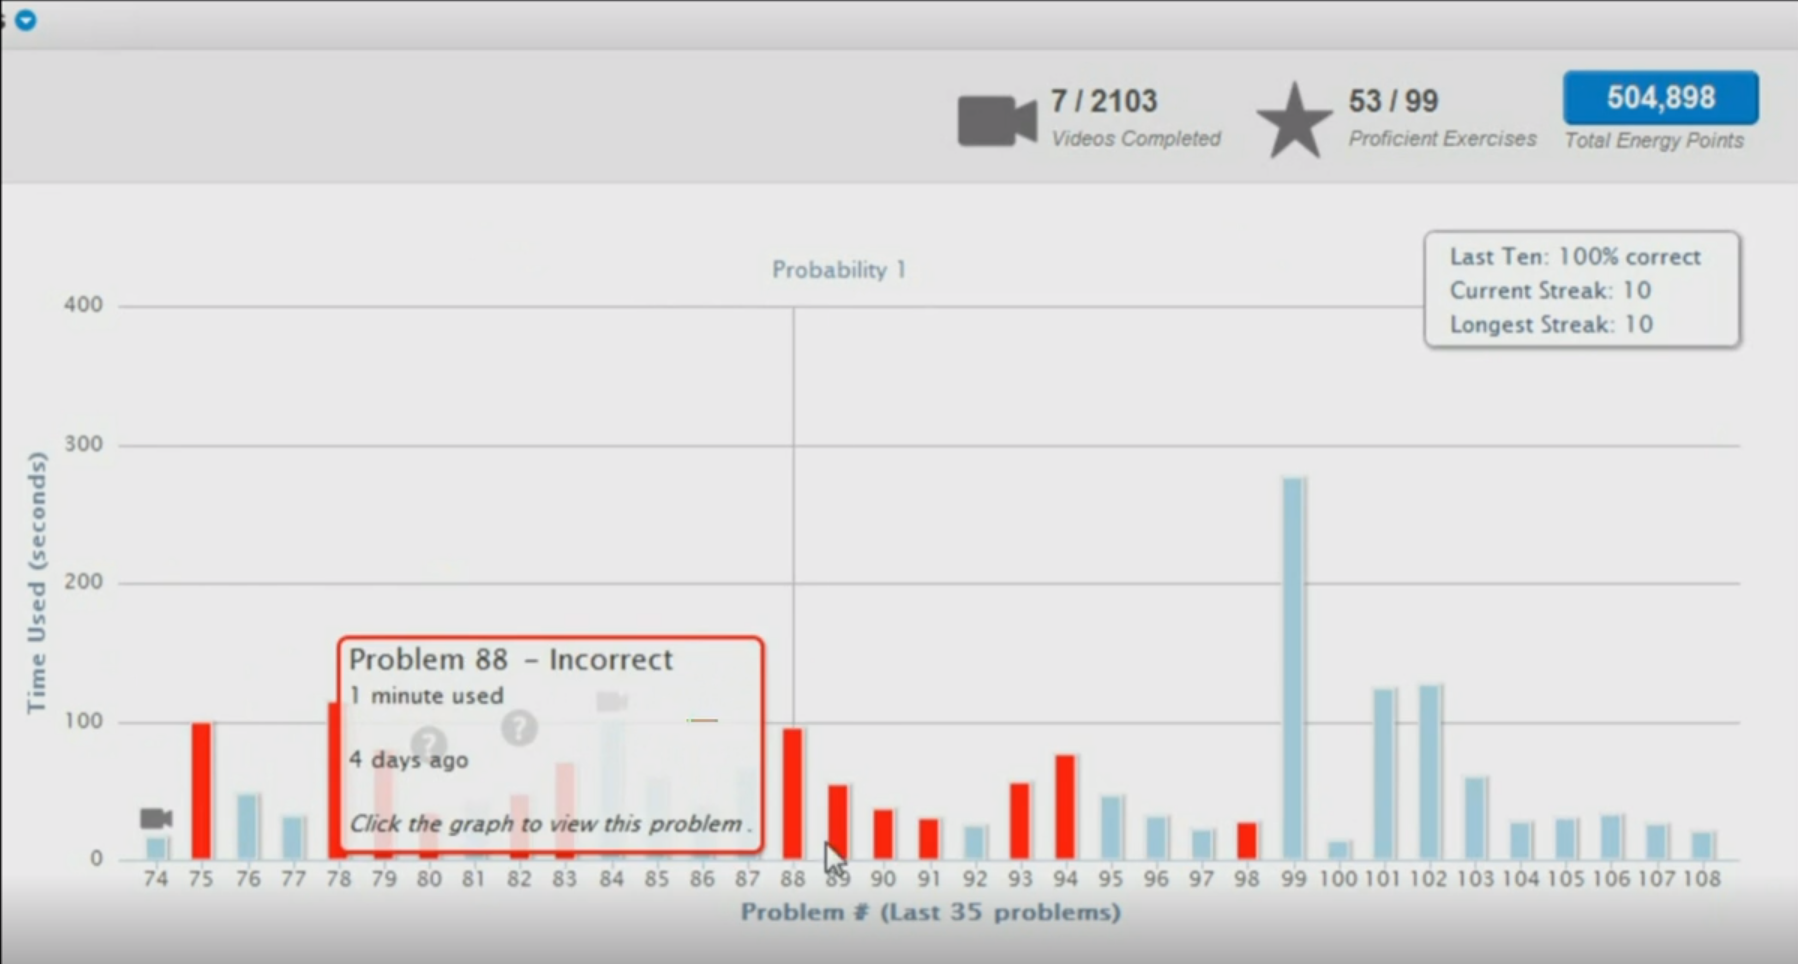 7 / 2103
Videos Completed
53 / 99
Proficient Exercises
504,898
Total Energy Points
Probability 1
Last Ten: 100% correct
Current Streak: 10
Longest Streak: 10
Time Used (seconds)
400
300
200
100
0
Problem 88 – Incorrect
1 minute used
4 days ago
Click the graph to view this problem .
? ?
74 75 76 77 78 79 80 81 82 83 84 85 86 87 88 89 90 91 92 93 94 95 96 97 98 99 100 101 102 103 104 105 106 107 108
Problem # (Last 35 problems)